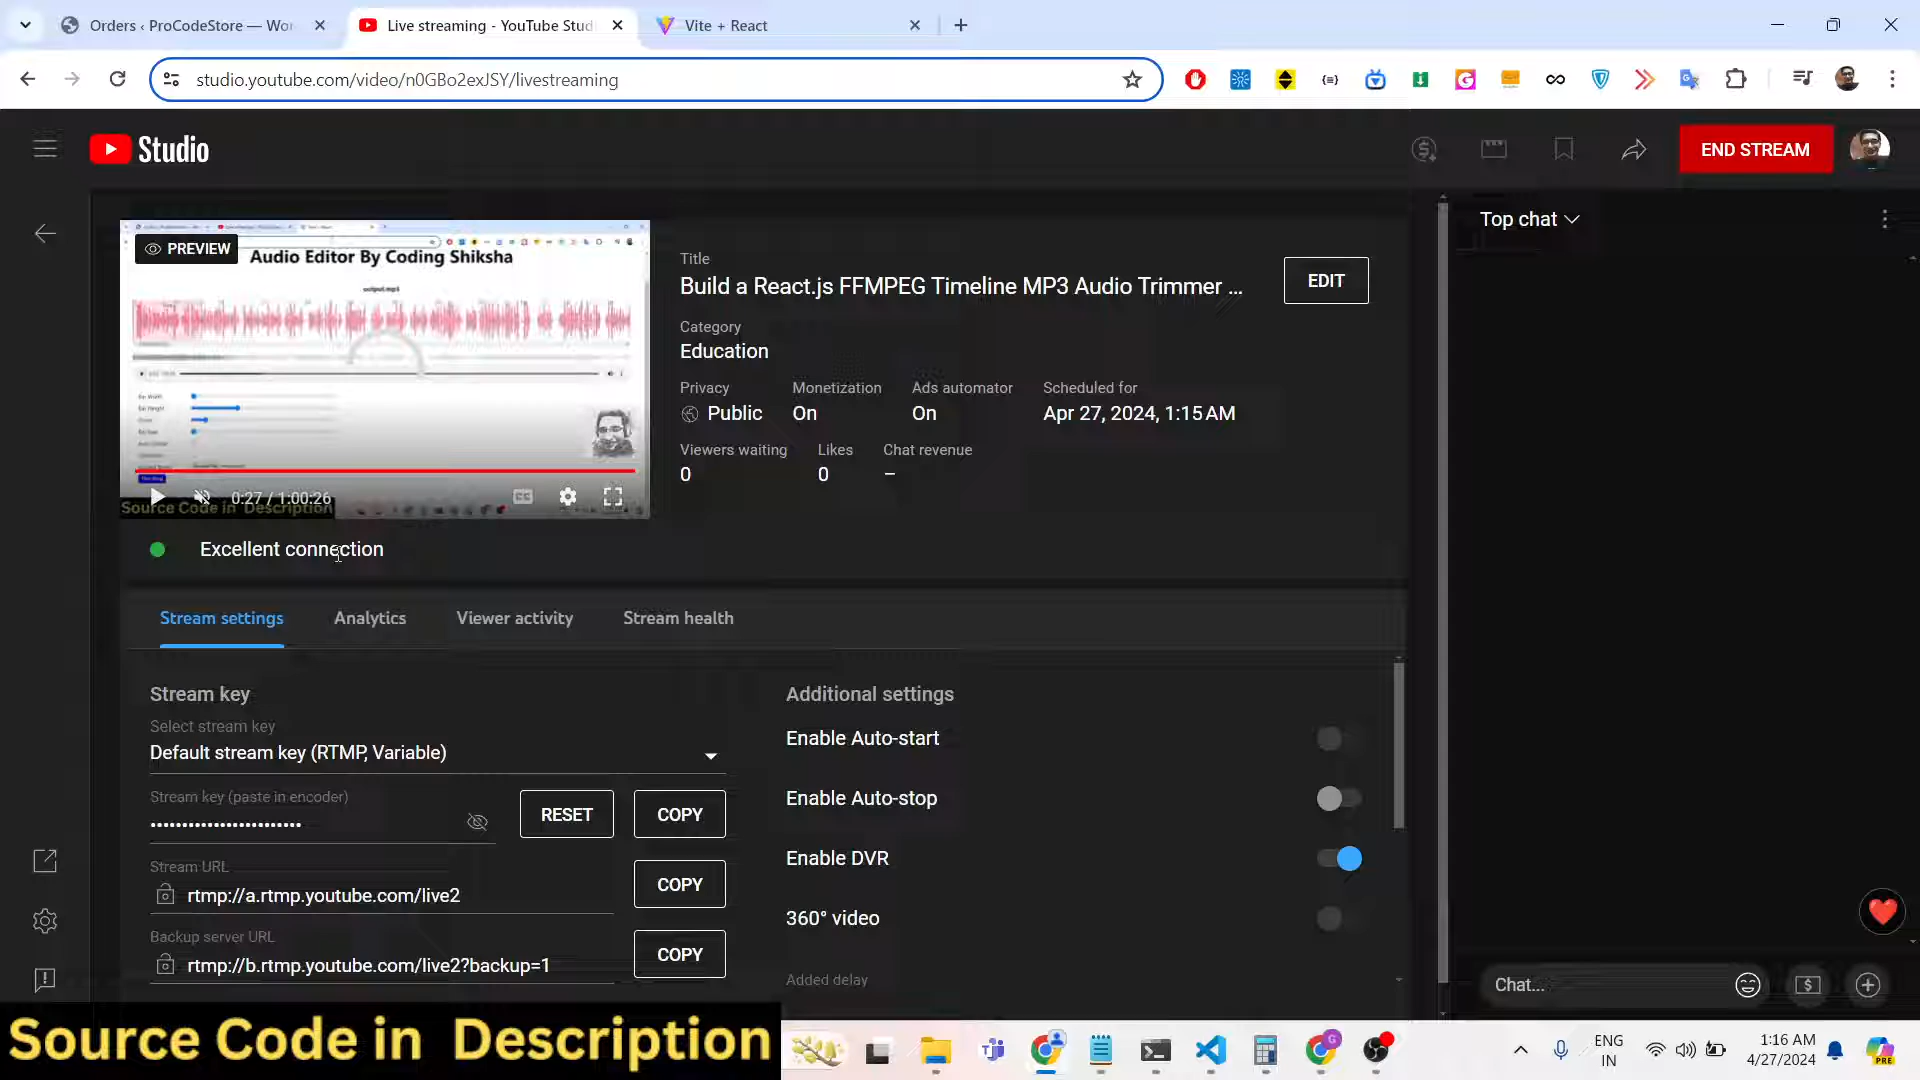 Orders ‹ ProCodeStore — Wor
Live streaming - YouTube Stud
Vite + React
studio.youtube.com/video/n0GBo2exJSY/livestreaming
Studio
END STREAM
PREVIEW
Audio Editor By Coding Shiksha
output.mp3
0:27 / 1:00:26
Source Code in Description
Title
Build a React.js FFMPEG Timeline MP3 Audio Trimmer ...
EDIT
Category
Education
Privacy
Monetization
Ads automator
Scheduled for
Public
On
On
Apr 27, 2024, 1:15 AM
Viewers waiting
Likes
Chat revenue
0
0
–
Top chat
Excellent connection
Stream settings
Analytics
Viewer activity
Stream health
Stream key
Select stream key
Default stream key (RTMP, Variable)
Stream key (paste in encoder)
••••••••••••••••••••••••
RESET
COPY
Stream URL
rtmp://a.rtmp.youtube.com/live2
COPY
Backup server URL
rtmp://b.rtmp.youtube.com/live2?backup=1
COPY
Additional settings
Enable Auto-start
Enable Auto-stop
Enable DVR
360° video
Added delay
Chat...
Source Code in Description
ENG
IN
1:16 AM
4/27/2024
PRE